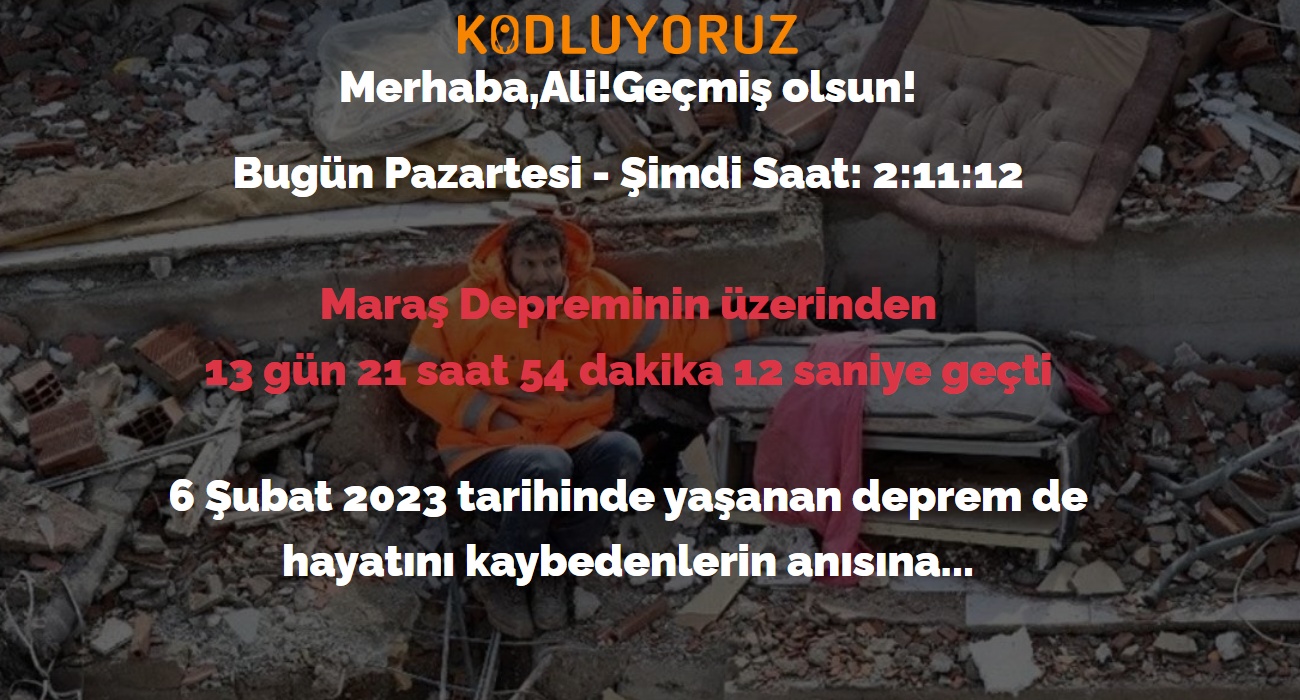 KODLUYORUZ
Merhaba,Ali!Geçmiş olsun!
Bugün Pazartesi - Şimdi Saat: 2:11:12
Maraş Depreminin üzerinden
13 gün 21 saat 54 dakika 12 saniye geçti
6 Şubat 2023 tarihinde yaşanan deprem de
hayatını kaybedenlerin anısına...